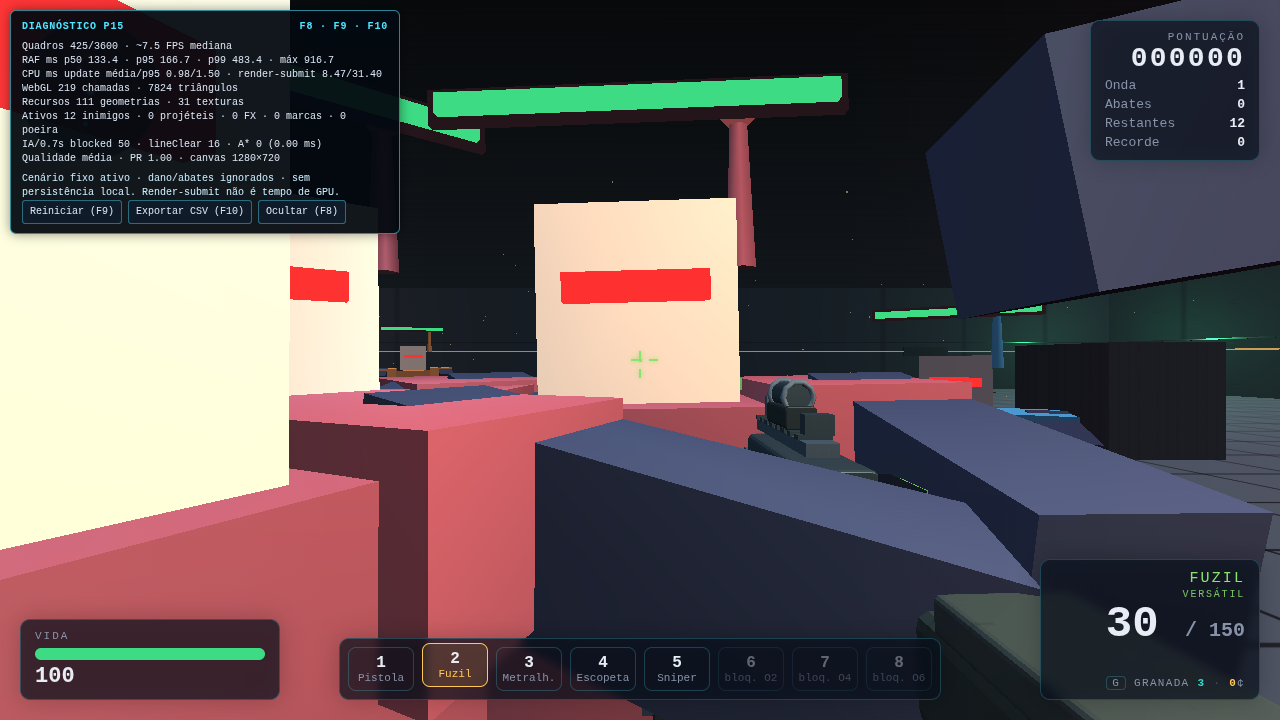 DIAGNÓSTICO P15 F8 · F9 · F10
Quadros 425/3600 · ~7.5 FPS mediana
RAF ms p50 133.4 · p95 166.7 · p99 483.4 · máx 916.7
CPU ms update média/p95 0.98/1.50 · render-submit 8.47/31.40
WebGL 219 chamadas · 7824 triângulos
Recursos 111 geometrias · 31 texturas
Ativos 12 inimigos · 0 projéteis · 0 FX · 0 marcas · 0
poeira
IA/0.7s blocked 50 · lineClear 16 · A* 0 (0.00 ms)
Qualidade média · PR 1.00 · canvas 1280×720
Cenário fixo ativo · dano/abates ignorados · sem
persistência local. Render-submit não é tempo de GPU.
Reiniciar (F9) Exportar CSV (F10) Ocultar (F8)
PONTUAÇÃO
000000
Onda 1
Abates 0
Restantes 12
Recorde 0
VIDA
100
1 2 3 4 5 6 7 8
Pistola Fuzil Metralh. Escopeta Sniper bloq. O2 bloq. O4 bloq. O6
FUZIL
VERSÁTIL
30 / 150
G GRANADA 3 · 0¢